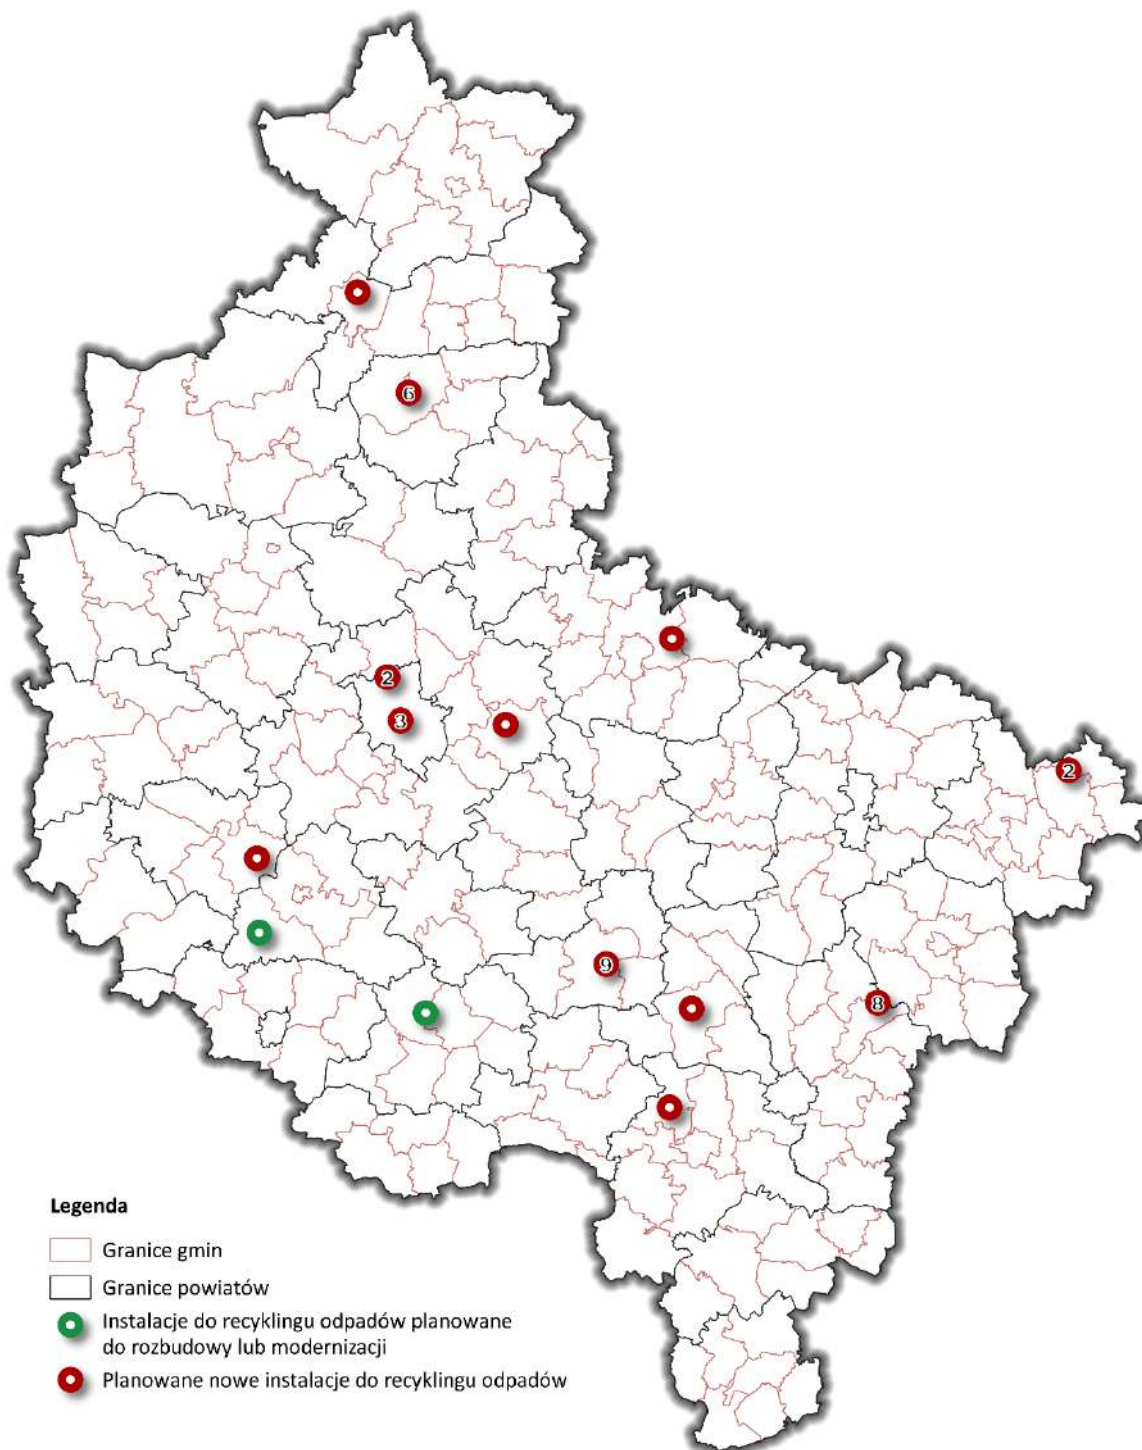 6
2
3
2
9
8
Legenda
Granice gmin
Granice powiatów
Instalacje do recyklingu odpadów planowane
do rozbudowy lub modernizacji
Planowane nowe instalacje do recyklingu odpadów